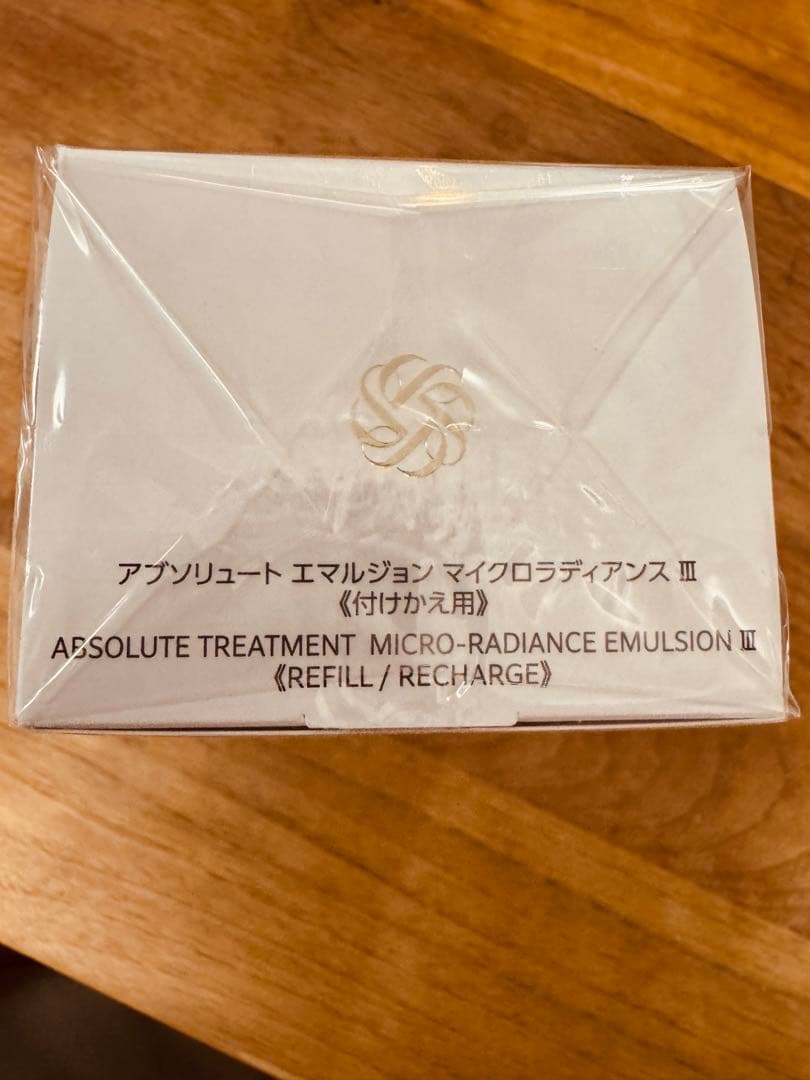 アブソリュート エマルジョン マイクロラディアンス Ⅲ
《付けかえ用》
ABSOLUTE TREATMENT MICRO-RADIANCE EMULSION Ⅲ
《REFILL / RECHARGE》